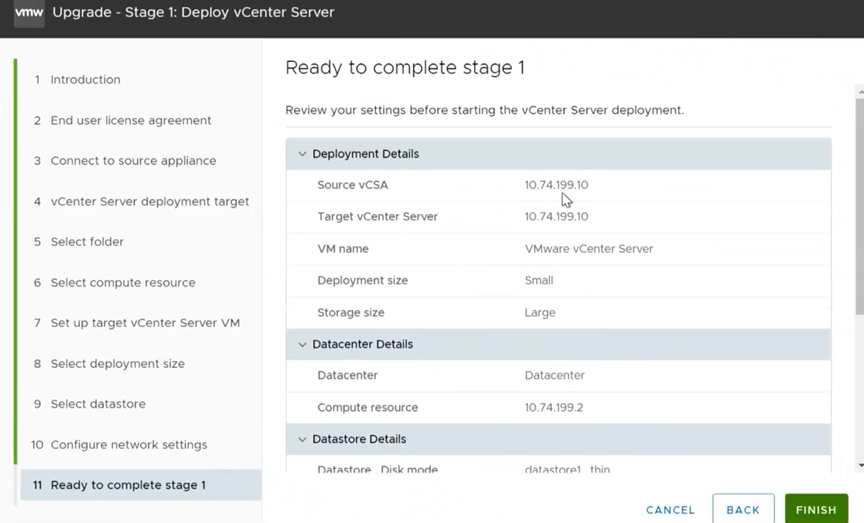 vmw Upgrade - Stage 1: Deploy vCenter Server
1 Introduction
2 End user license agreement
3 Connect to source appliance
4 vCenter Server deployment target
5 Select folder
6 Select compute resource
7 Set up target vCenter Server VM
8 Select deployment size
9 Select datastore
10 Configure network settings
11 Ready to complete stage 1
Ready to complete stage 1
Review your settings before starting the vCenter Server deployment.
Deployment Details
Source vCSA 10.74.199.10
Target vCenter Server 10.74.199.10
VM name VMware vCenter Server
Deployment size Small
Storage size Large
Datacenter Details
Datacenter Datacenter
Compute resource 10.74.199.2
Datastore Details
Datastore, Disk mode datastore1, thin
CANCEL BACK FINISH